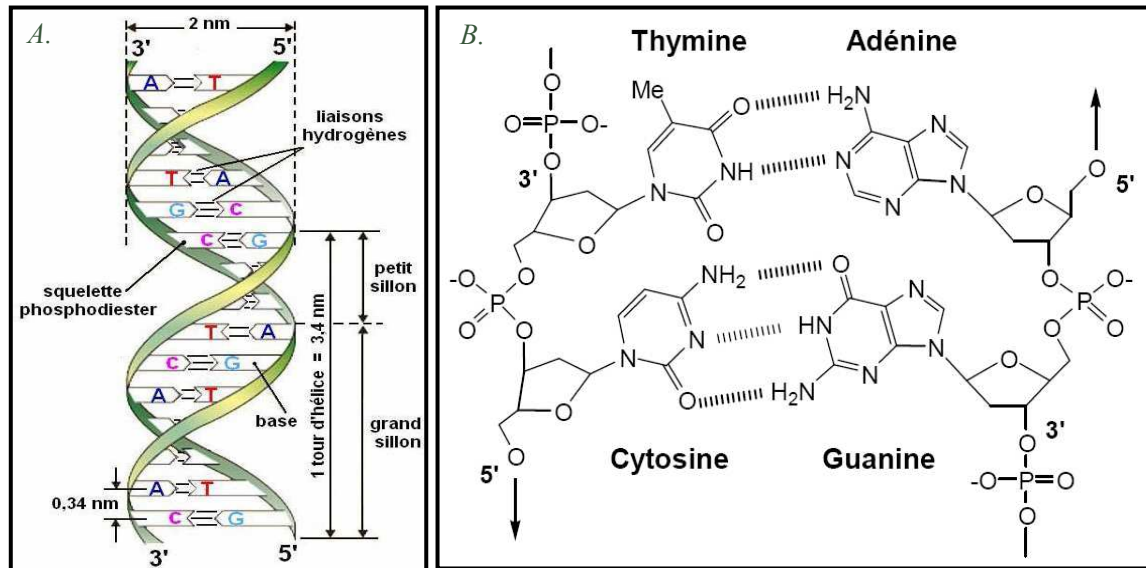 A.
2 nm
3'
5'
A
T
liaisons
hydrogènes
T
A
G
C
C
G
squelette
phosphodiester
petit
sillon
T
A
C
G
A
T
base
1 tour d'hélice = 3,4 nm
grand
sillon
A
T
0,34 nm
C
G
3'
5'
B.
Thymine
Adénine
O
O=P-O-
O
3'
Me
O
N
NH
O
O
H2N
N
N
N
N
O
O
5'
O
-O
P
O
O
NH2
N
N
O
O
O
5'
O
HN
H2N
N
N
N
O
-O
P
O
O
O
3'
O
-O-P=O
O
Cytosine
Guanine